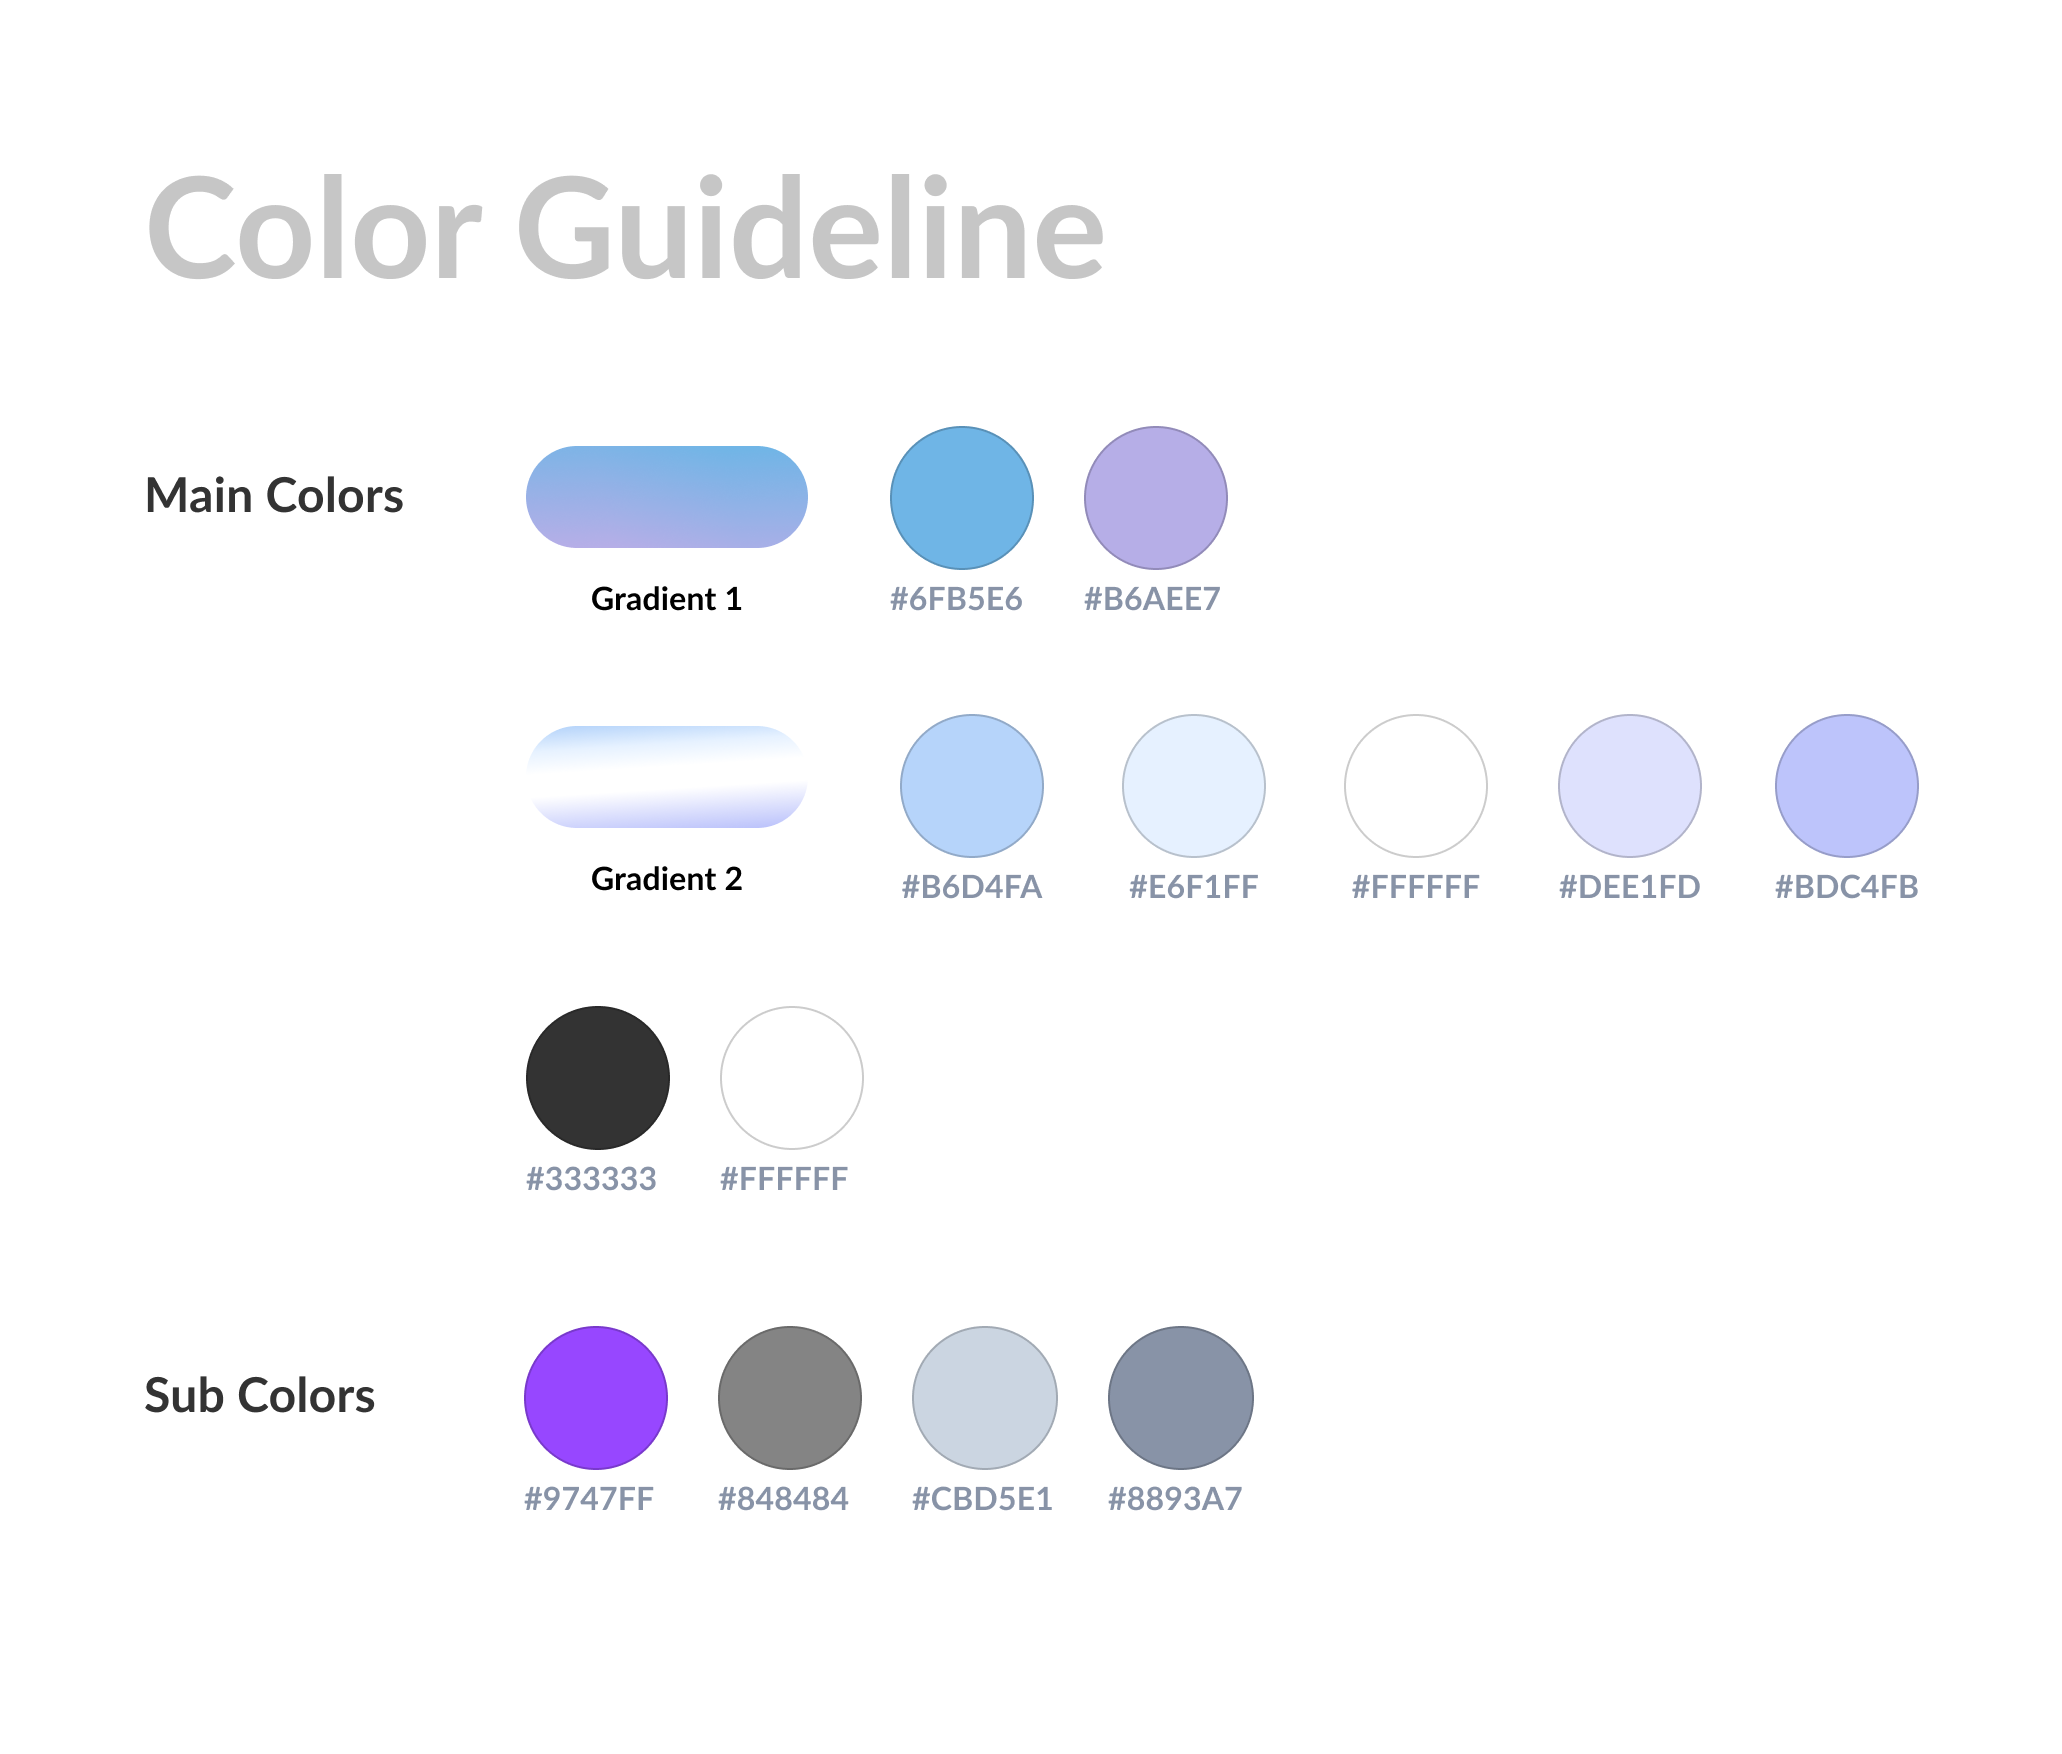 Color Guideline
Main Colors
Gradient 1
#6FB5E6
#B6AEE7
Gradient 2
#B6D4FA
#E6F1FF
#FFFFFF
#DEE1FD
#BDC4FB
#333333
#FFFFFF
Sub Colors
#9747FF
#848484
#CBD5E1
#8893A7